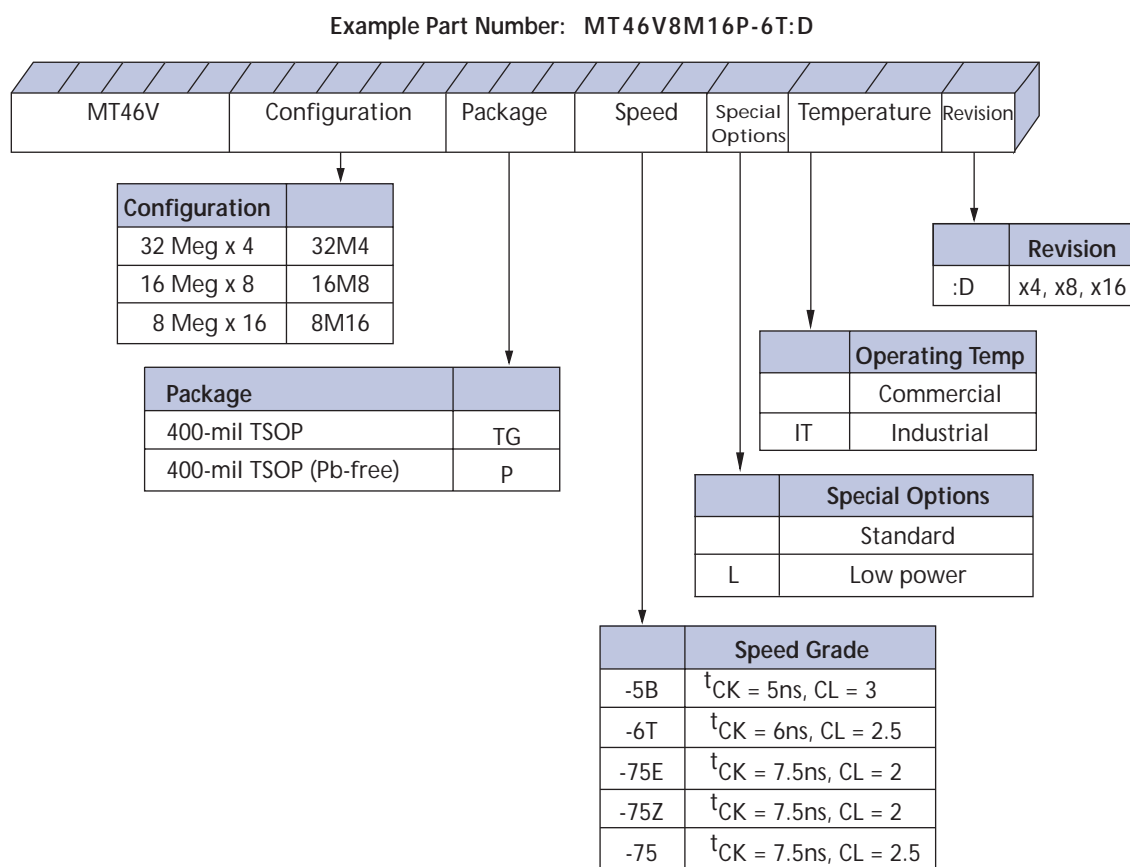 Example Part Number: MT46V8M16P-6T:D
MT46V Configuration Package Speed Special Options Temperature Revision
Configuration
32 Meg x 4 32M4
16 Meg x 8 16M8
8 Meg x 16 8M16
Package
400-mil TSOP TG
400-mil TSOP (Pb-free) P
Revision
:D x4, x8, x16
Operating Temp
Commercial
IT Industrial
Special Options
Standard
L Low power
Speed Grade
-5B tCK = 5ns, CL = 3
-6T tCK = 6ns, CL = 2.5
-75E tCK = 7.5ns, CL = 2
-75Z tCK = 7.5ns, CL = 2
-75 tCK = 7.5ns, CL = 2.5